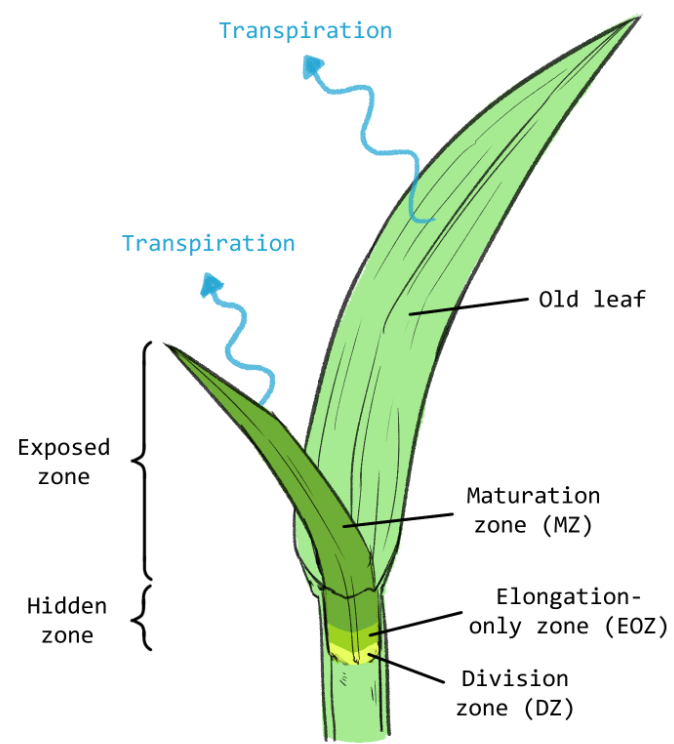 Transpiration
Transpiration
Old leaf
Exposed
zone
Maturation
zone (MZ)
Hidden
zone
Elongation-
only zone (EOZ)
Division
zone (DZ)